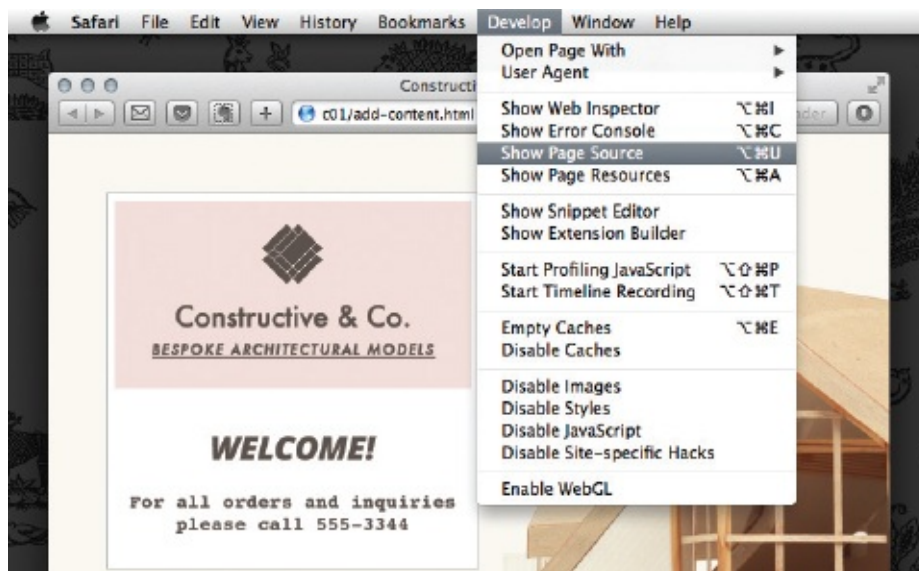 Safari File Edit View History Bookmarks Develop Window Help
Constructi
c01/add-content.html
Open Page With
User Agent
Show Web Inspector ⌥⌘I
Show Error Console ⌥⌘C
Show Page Source ⌥⌘U
Show Page Resources ⌥⌘A
Show Snippet Editor
Show Extension Builder
Start Profiling JavaScript ⌥⇧⌘P
Start Timeline Recording ⌥⇧⌘T
Empty Caches ⌥⌘E
Disable Caches
Disable Images
Disable Styles
Disable JavaScript
Disable Site-specific Hacks
Enable WebGL
Constructive & Co.
BESPOKE ARCHITECTURAL MODELS
WELCOME!
For all orders and inquiries
please call 555-3344